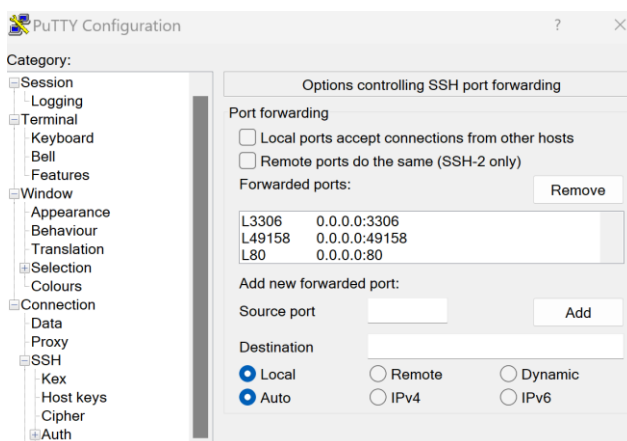 PuTTY Configuration
Category:
Session
Logging
Terminal
Keyboard
Bell
Features
Window
Appearance
Behaviour
Translation
Selection
Colours
Connection
Data
Proxy
SSH
Kex
Host keys
Cipher
Auth
Options controlling SSH port forwarding
Port forwarding
Local ports accept connections from other hosts
Remote ports do the same (SSH-2 only)
Forwarded ports:
Remove
L3306 0.0.0.0:3306
L49158 0.0.0.0:49158
L80 0.0.0.0:80
Add new forwarded port:
Source port
Add
Destination
Local Remote Dynamic
Auto IPv4 IPv6